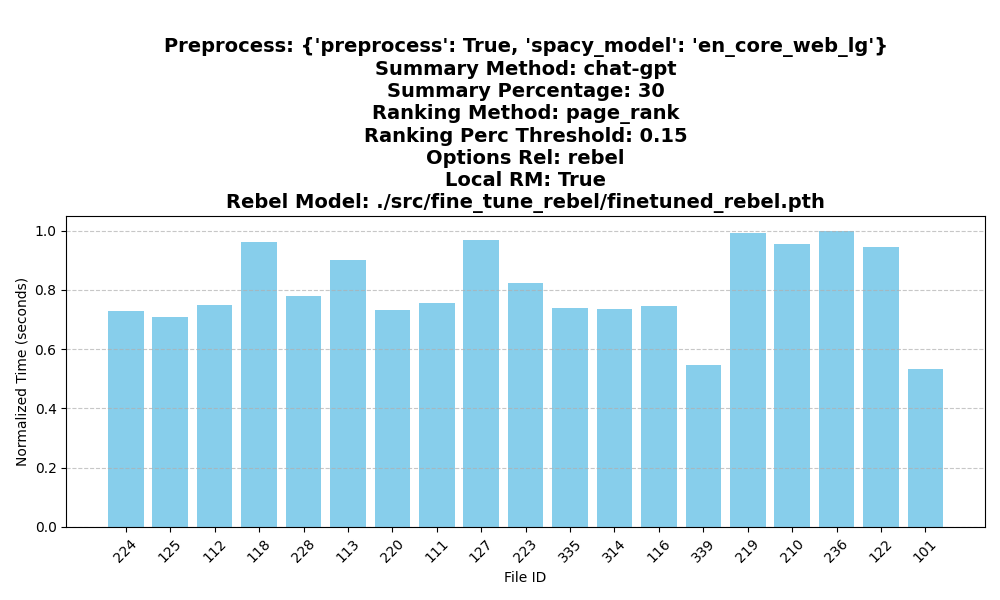 Preprocess: {'preprocess': True, 'spacy_model': 'en_core_web_lg'}
Summary Method: chat-gpt
Summary Percentage: 30
Ranking Method: page_rank
Ranking Perc Threshold: 0.15
Options Rel: rebel
Local RM: True
Rebel Model: ./src/fine_tune_rebel/finetuned_rebel.pth
1.0
0.8
0.6
0.4
0.2
0.0
Normalized Time (seconds)
224 125 112 118 228 113 220 111 127 223 335 314 116 339 219 210 236 122 101
File ID